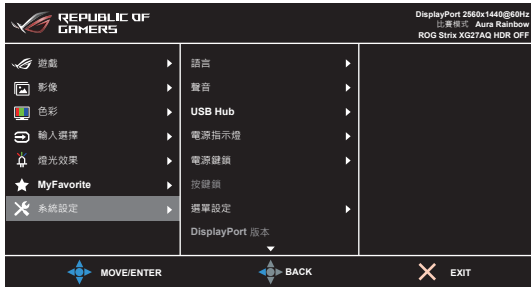 REPUBLIC OF
GAMERS
DisplayPort 2560x1440@60Hz
比賽模式 Aura Rainbow
ROG Strix XG27AQ HDR OFF
遊戲
影像
色彩
輸入選擇
燈光效果
MyFavorite
系統設定
語言
聲音
USB Hub
電源指示燈
電源鍵鎖
按鍵鎖
選單設定
DisplayPort 版本
MOVE/ENTER
BACK
EXIT